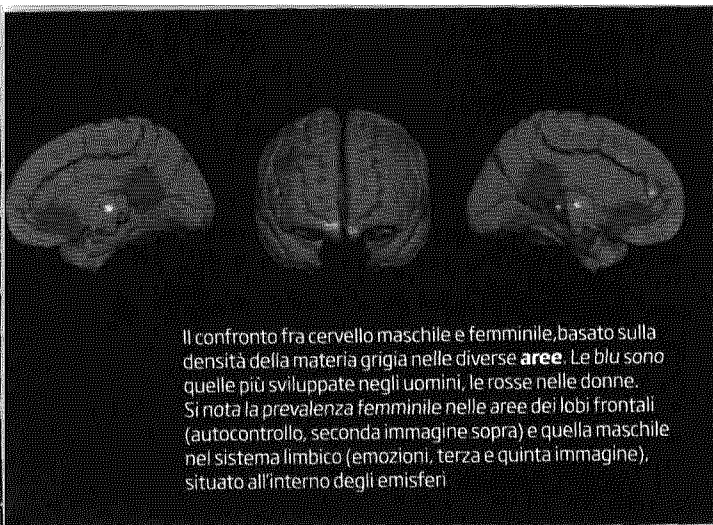 Il confronto fra cervello maschile e femminile,basato sulla
densità della materia grigia nelle diverse aree. Le blu sono
quelle più sviluppate negli uomini, le rosse nelle donne.
Si nota la prevalenza femminile nelle aree dei lobi frontali
(autocontrollo, seconda immagine sopra) e quella maschile
nel sistema limbico (emozioni, terza e quinta immagine),
situato all'interno degli emisferi